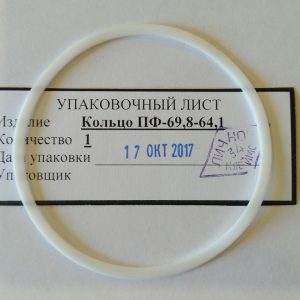 УПАКОВОЧНЫЙ ЛИСТ
Изделие Кольцо ПФ-69,8-64,1
Количество 1
Дата упаковки 17 ОКТ 2017
Упаковщик